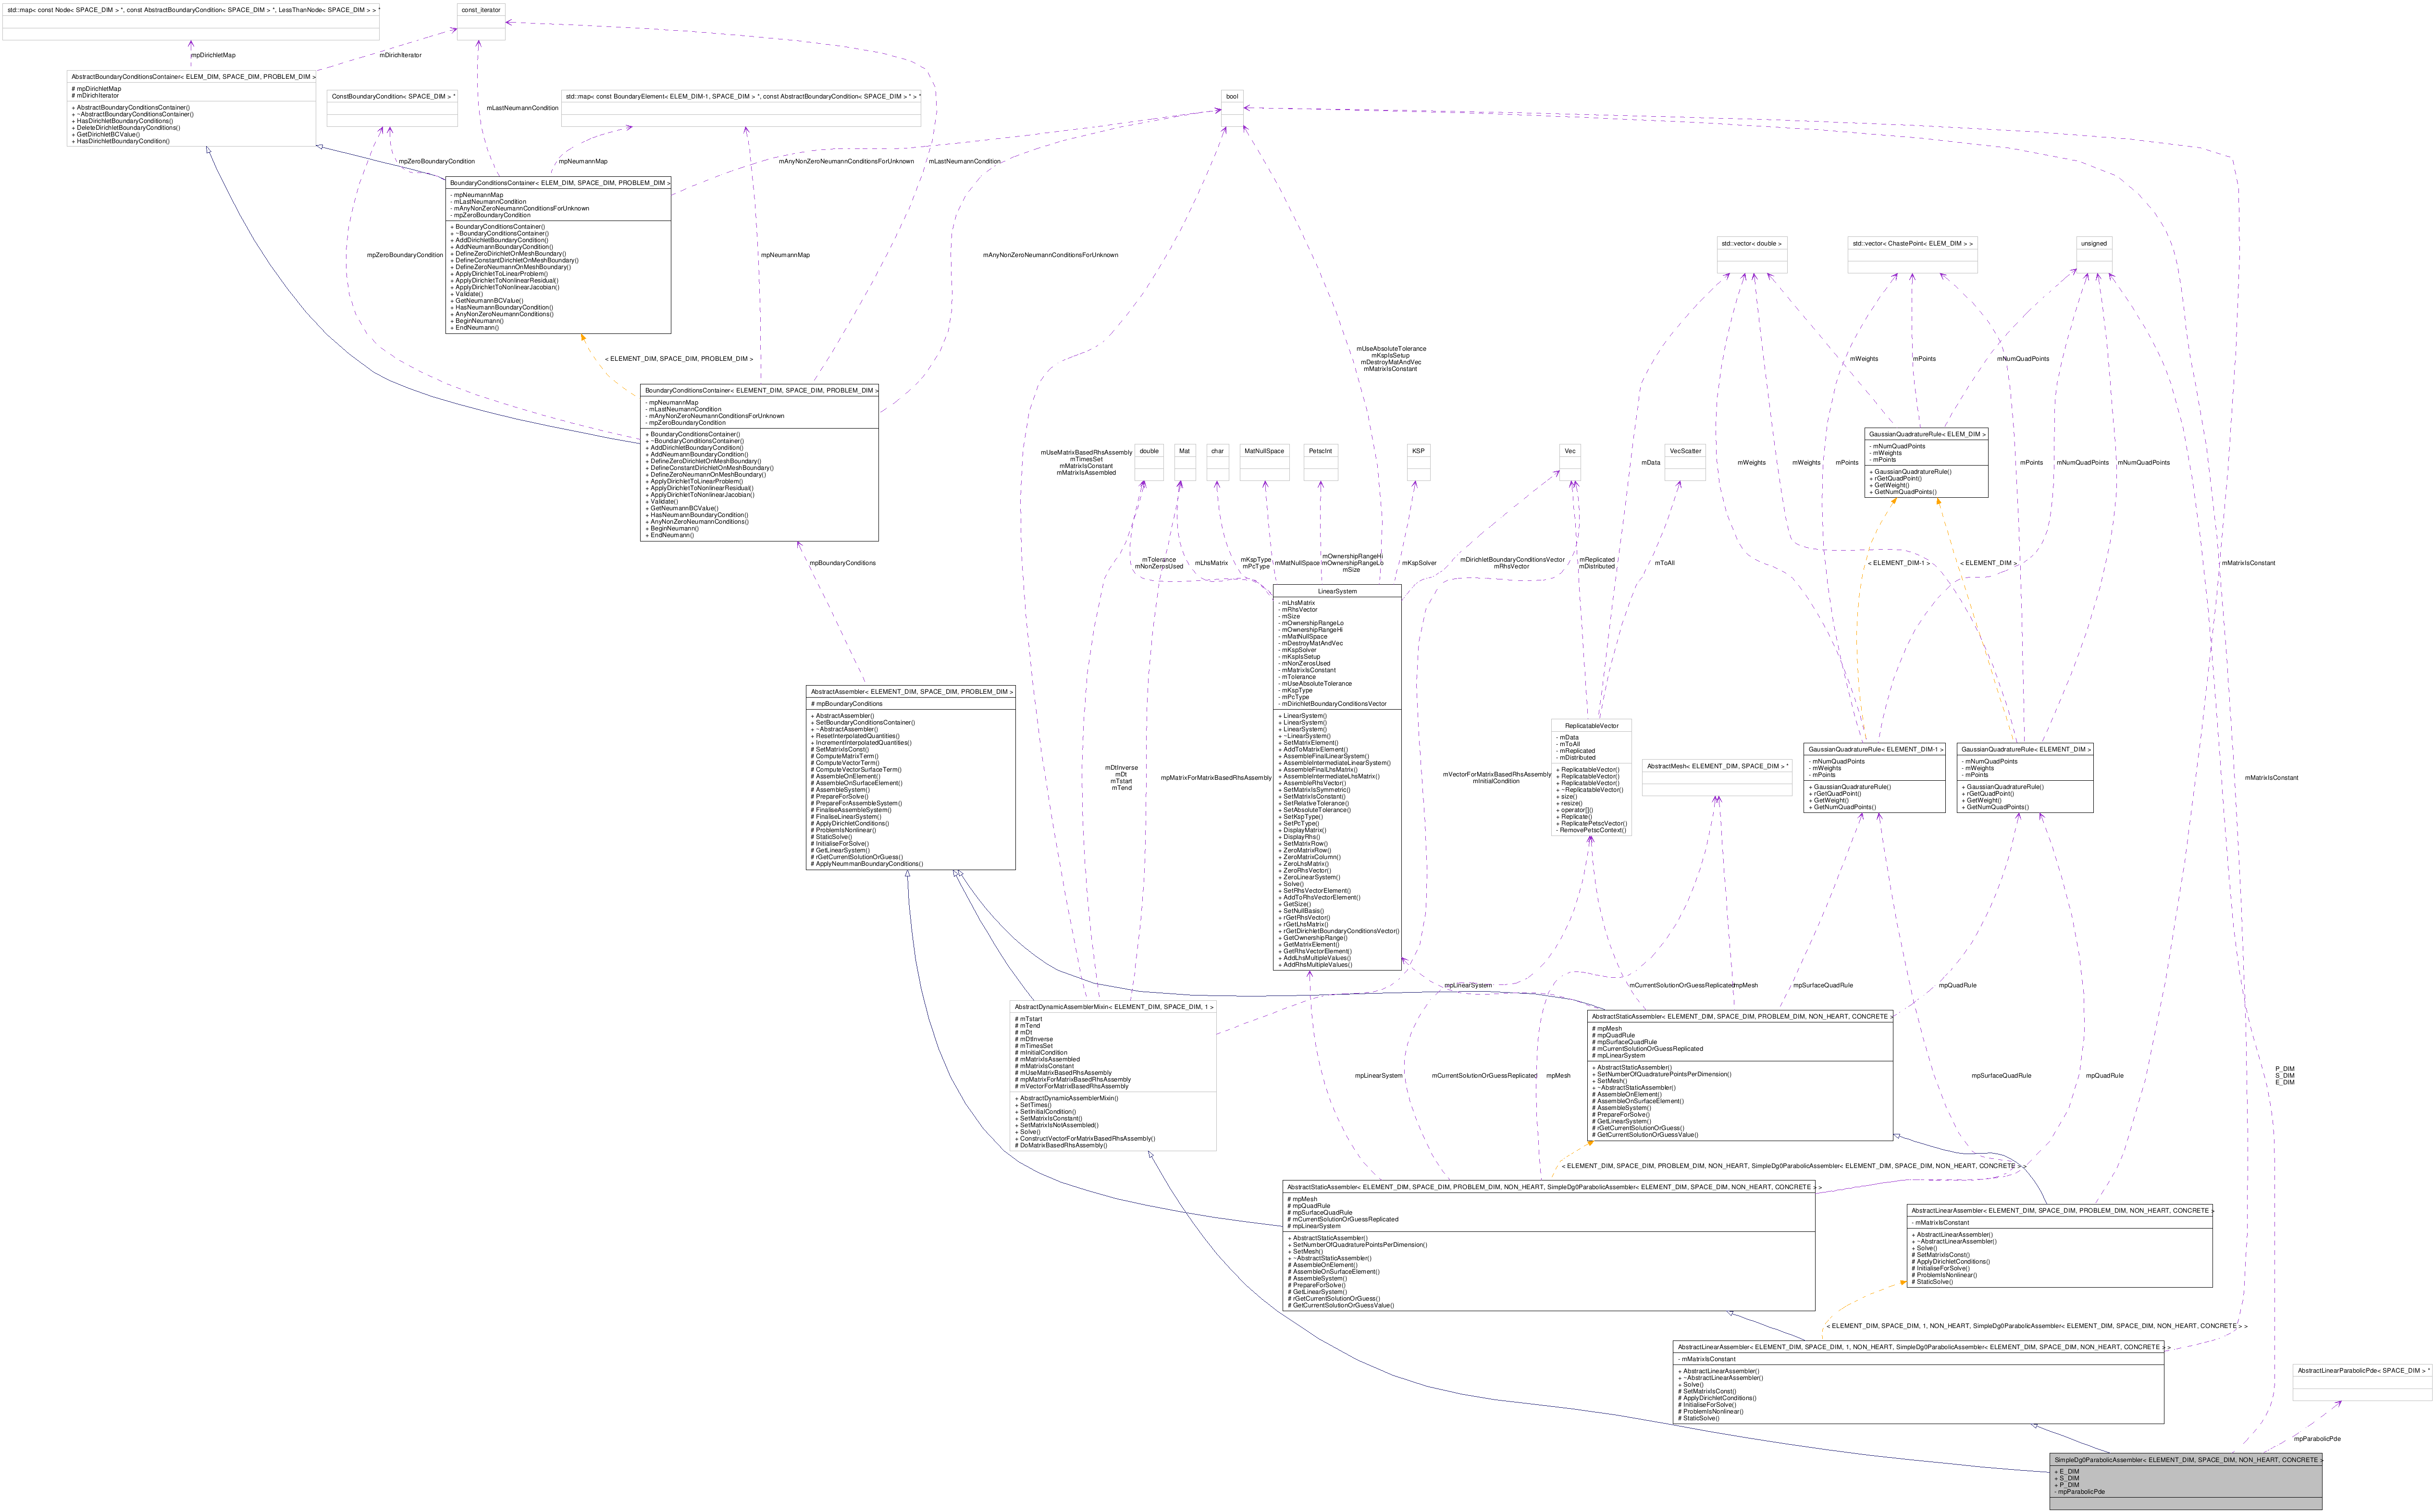 std::map< const Node< SPACE_DIM > *, const AbstractBoundaryCondition< SPACE_DIM > *, LessThanNode< SPACE_DIM > > *
const_iterator
mpDirichletMap
mDirichIterator
AbstractBoundaryConditionsContainer< ELEM_DIM, SPACE_DIM, PROBLEM_DIM >
# mpDirichletMap
# mDirichIterator
+ AbstractBoundaryConditionsContainer()
+ ~AbstractBoundaryConditionsContainer()
+ HasDirichletBoundaryConditions()
+ DeleteDirichletBoundaryConditions()
+ GetDirichletBCValue()
+ HasDirichletBoundaryCondition()
ConstBoundaryCondition< SPACE_DIM > *
std::map< const BoundaryElement< ELEM_DIM-1, SPACE_DIM > *, const AbstractBoundaryCondition< SPACE_DIM > * > *
bool
mLastNeumannCondition
mpZeroBoundaryCondition
mpNeumannMap
mAnyNonZeroNeumannConditionsForUnknown
mLastNeumannCondition
BoundaryConditionsContainer< ELEM_DIM, SPACE_DIM, PROBLEM_DIM >
- mpNeumannMap
- mLastNeumannCondition
- mAnyNonZeroNeumannConditionsForUnknown
- mpZeroBoundaryCondition
+ BoundaryConditionsContainer()
+ ~BoundaryConditionsContainer()
+ AddDirichletBoundaryCondition()
+ AddNeumannBoundaryCondition()
+ DefineZeroDirichletOnMeshBoundary()
+ DefineConstantDirichletOnMeshBoundary()
+ DefineZeroNeumannOnMeshBoundary()
+ ApplyDirichletToLinearProblem()
+ ApplyDirichletToNonlinearResidual()
+ ApplyDirichletToNonlinearJacobian()
+ Validate()
+ GetNeumannBCValue()
+ HasNeumannBoundaryCondition()
+ AnyNonZeroNeumannConditions()
+ BeginNeumann()
+ EndNeumann()
mpZeroBoundaryCondition
mpNeumannMap
mAnyNonZeroNeumannConditionsForUnknown
std::vector< double >
std::vector< ChastePoint< ELEM_DIM > >
unsigned
< ELEMENT_DIM, SPACE_DIM, PROBLEM_DIM >
mUseAbsoluteTolerance
mKspIsSetup
mDestroyMatAndVec
mMatrixIsConstant
mWeights
mPoints
mNumQuadPoints
BoundaryConditionsContainer< ELEMENT_DIM, SPACE_DIM, PROBLEM_DIM >
- mpNeumannMap
- mLastNeumannCondition
- mAnyNonZeroNeumannConditionsForUnknown
- mpZeroBoundaryCondition
+ BoundaryConditionsContainer()
+ ~BoundaryConditionsContainer()
+ AddDirichletBoundaryCondition()
+ AddNeumannBoundaryCondition()
+ DefineZeroDirichletOnMeshBoundary()
+ DefineConstantDirichletOnMeshBoundary()
+ DefineZeroNeumannOnMeshBoundary()
+ ApplyDirichletToLinearProblem()
+ ApplyDirichletToNonlinearResidual()
+ ApplyDirichletToNonlinearJacobian()
+ Validate()
+ GetNeumannBCValue()
+ HasNeumannBoundaryCondition()
+ AnyNonZeroNeumannConditions()
+ BeginNeumann()
+ EndNeumann()
GaussianQuadratureRule< ELEM_DIM >
- mNumQuadPoints
- mWeights
- mPoints
+ GaussianQuadratureRule()
+ rGetQuadPoint()
+ GetWeight()
+ GetNumQuadPoints()
mUseMatrixBasedRhsAssembly
mTimesSet
mMatrixIsConstant
mMatrixIsAssembled
double
Mat
char
MatNullSpace
PetscInt
KSP
Vec
VecScatter
mData
mWeights
mWeights
mPoints
mPoints
mNumQuadPoints
mNumQuadPoints
mpBoundaryConditions
mTolerance
mNonZerosUsed
mLhsMatrix
mKspType
mPcType
mMatNullSpace
mOwnershipRangeHi
mOwnershipRangeLo
mSize
mKspSolver
mDirichletBoundaryConditionsVector
mRhsVector
mReplicated
mDistributed
mToAll
< ELEMENT_DIM-1 >
< ELEMENT_DIM >
mMatrixIsConstant
LinearSystem
- mLhsMatrix
- mRhsVector
- mSize
- mOwnershipRangeLo
- mOwnershipRangeHi
- mMatNullSpace
- mDestroyMatAndVec
- mKspSolver
- mKspIsSetup
- mNonZerosUsed
- mMatrixIsConstant
- mTolerance
- mUseAbsoluteTolerance
- mKspType
- mPcType
- mDirichletBoundaryConditionsVector
+ LinearSystem()
+ LinearSystem()
+ LinearSystem()
+ ~LinearSystem()
+ SetMatrixElement()
+ AddToMatrixElement()
+ AssembleFinalLinearSystem()
+ AssembleIntermediateLinearSystem()
+ AssembleFinalLhsMatrix()
+ AssembleIntermediateLhsMatrix()
+ AssembleRhsVector()
+ SetMatrixIsSymmetric()
+ SetMatrixIsConstant()
+ SetRelativeTolerance()
+ SetAbsoluteTolerance()
+ SetKspType()
+ SetPcType()
+ DisplayMatrix()
+ DisplayRhs()
+ SetMatrixRow()
+ ZeroMatrixRow()
+ ZeroMatrixColumn()
+ ZeroLhsMatrix()
+ ZeroRhsVector()
+ ZeroLinearSystem()
+ Solve()
+ SetRhsVectorElement()
+ AddToRhsVectorElement()
+ GetSize()
+ SetNullBasis()
+ rGetRhsVector()
+ rGetLhsMatrix()
+ rGetDirichletBoundaryConditionsVector()
+ GetOwnershipRange()
+ GetMatrixElement()
+ GetRhsVectorElement()
+ AddLhsMultipleValues()
+ AddRhsMultipleValues()
AbstractAssembler< ELEMENT_DIM, SPACE_DIM, PROBLEM_DIM >
# mpBoundaryConditions
+ AbstractAssembler()
+ SetBoundaryConditionsContainer()
+ ~AbstractAssembler()
+ ResetInterpolatedQuantities()
+ IncrementInterpolatedQuantities()
# SetMatrixIsConst()
# ComputeMatrixTerm()
# ComputeVectorTerm()
# ComputeVectorSurfaceTerm()
# AssembleOnElement()
# AssembleOnSurfaceElement()
# AssembleSystem()
# PrepareForSolve()
# PrepareForAssembleSystem()
# FinaliseAssembleSystem()
# FinaliseLinearSystem()
# ApplyDirichletConditions()
# ProblemIsNonlinear()
# StaticSolve()
# InitialiseForSolve()
# GetLinearSystem()
# rGetCurrentSolutionOrGuess()
# ApplyNeummanBoundaryConditions()
mDtInverse
mDt
mTstart
mTend
mpMatrixForMatrixBasedRhsAssembly
mVectorForMatrixBasedRhsAssembly
mInitialCondition
ReplicatableVector
- mData
- mToAll
- mReplicated
- mDistributed
+ ReplicatableVector()
+ ReplicatableVector()
+ ReplicatableVector()
+ ~ReplicatableVector()
+ size()
+ resize()
+ operator[]()
+ Replicate()
+ ReplicatePetscVector()
- RemovePetscContext()
AbstractMesh< ELEMENT_DIM, SPACE_DIM > *
GaussianQuadratureRule< ELEMENT_DIM-1 >
- mNumQuadPoints
- mWeights
- mPoints
+ GaussianQuadratureRule()
+ rGetQuadPoint()
+ GetWeight()
+ GetNumQuadPoints()
GaussianQuadratureRule< ELEMENT_DIM >
- mNumQuadPoints
- mWeights
- mPoints
+ GaussianQuadratureRule()
+ rGetQuadPoint()
+ GetWeight()
+ GetNumQuadPoints()
mMatrixIsConstant
mpLinearSystem
mCurrentSolutionOrGuessReplicated
mpMesh
mpSurfaceQuadRule
mpQuadRule
AbstractDynamicAssemblerMixin< ELEMENT_DIM, SPACE_DIM, 1 >
# mTstart
# mTend
# mDt
# mDtInverse
# mTimesSet
# mInitialCondition
# mMatrixIsAssembled
# mMatrixIsConstant
# mUseMatrixBasedRhsAssembly
# mpMatrixForMatrixBasedRhsAssembly
# mVectorForMatrixBasedRhsAssembly
+ AbstractDynamicAssemblerMixin()
+ SetTimes()
+ SetInitialCondition()
+ SetMatrixIsConstant()
+ SetMatrixIsNotAssembled()
+ Solve()
+ ConstructVectorForMatrixBasedRhsAssembly()
# DoMatrixBasedRhsAssembly()
AbstractStaticAssembler< ELEMENT_DIM, SPACE_DIM, PROBLEM_DIM, NON_HEART, CONCRETE >
# mpMesh
# mpQuadRule
# mpSurfaceQuadRule
# mCurrentSolutionOrGuessReplicated
# mpLinearSystem
+ AbstractStaticAssembler()
+ SetNumberOfQuadraturePointsPerDimension()
+ SetMesh()
+ ~AbstractStaticAssembler()
# AssembleOnElement()
# AssembleOnSurfaceElement()
# AssembleSystem()
# PrepareForSolve()
# GetLinearSystem()
# rGetCurrentSolutionOrGuess()
# GetCurrentSolutionOrGuessValue()
mpLinearSystem
mCurrentSolutionOrGuessReplicated
mpMesh
mpSurfaceQuadRule
mpQuadRule
P_DIM
S_DIM
E_DIM
< ELEMENT_DIM, SPACE_DIM, PROBLEM_DIM, NON_HEART, SimpleDg0ParabolicAssembler< ELEMENT_DIM, SPACE_DIM, NON_HEART, CONCRETE > >
AbstractStaticAssembler< ELEMENT_DIM, SPACE_DIM, PROBLEM_DIM, NON_HEART, SimpleDg0ParabolicAssembler< ELEMENT_DIM, SPACE_DIM, NON_HEART, CONCRETE > >
# mpMesh
# mpQuadRule
# mpSurfaceQuadRule
# mCurrentSolutionOrGuessReplicated
# mpLinearSystem
+ AbstractStaticAssembler()
+ SetNumberOfQuadraturePointsPerDimension()
+ SetMesh()
+ ~AbstractStaticAssembler()
# AssembleOnElement()
# AssembleOnSurfaceElement()
# AssembleSystem()
# PrepareForSolve()
# GetLinearSystem()
# rGetCurrentSolutionOrGuess()
# GetCurrentSolutionOrGuessValue()
AbstractLinearAssembler< ELEMENT_DIM, SPACE_DIM, PROBLEM_DIM, NON_HEART, CONCRETE >
- mMatrixIsConstant
+ AbstractLinearAssembler()
+ ~AbstractLinearAssembler()
+ Solve()
# SetMatrixIsConst()
# ApplyDirichletConditions()
# InitialiseForSolve()
# ProblemIsNonlinear()
# StaticSolve()
< ELEMENT_DIM, SPACE_DIM, 1, NON_HEART, SimpleDg0ParabolicAssembler< ELEMENT_DIM, SPACE_DIM, NON_HEART, CONCRETE > >
AbstractLinearAssembler< ELEMENT_DIM, SPACE_DIM, 1, NON_HEART, SimpleDg0ParabolicAssembler< ELEMENT_DIM, SPACE_DIM, NON_HEART, CONCRETE > >
- mMatrixIsConstant
+ AbstractLinearAssembler()
+ ~AbstractLinearAssembler()
+ Solve()
# SetMatrixIsConst()
# ApplyDirichletConditions()
# InitialiseForSolve()
# ProblemIsNonlinear()
# StaticSolve()
AbstractLinearParabolicPde< SPACE_DIM > *
mpParabolicPde
SimpleDg0ParabolicAssembler< ELEMENT_DIM, SPACE_DIM, NON_HEART, CONCRETE >
+ E_DIM
+ S_DIM
+ P_DIM
- mpParabolicPde